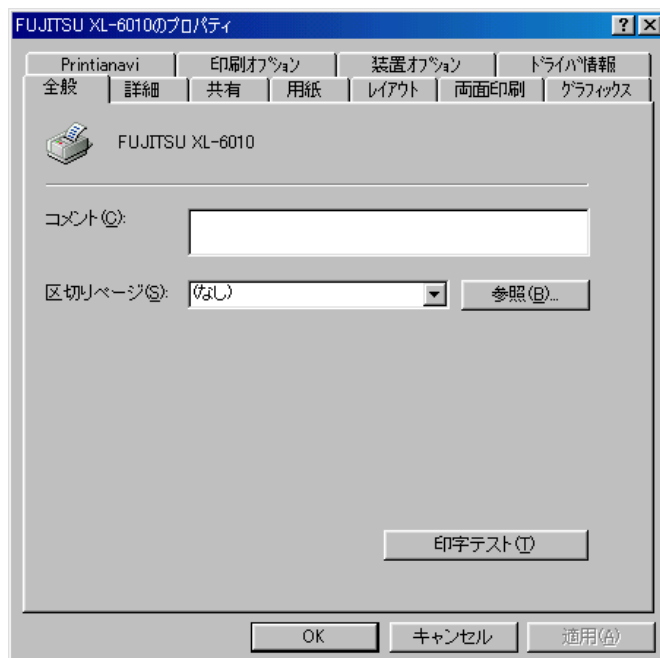 FUJITSU XL-6010のプロパティ
Printianavi 印刷ｵﾌﾟｼｮﾝ 装置ｵﾌﾟｼｮﾝ ﾄﾞﾗｲﾊﾞ情報
全般 詳細 共有 用紙 ﾚｲｱｳﾄ 両面印刷 ｸﾞﾗﾌｨｯｸｽ
FUJITSU XL-6010
コメント(C):
区切りページ(S): (なし) 参照(B)...
印字テスト(T)
OK キャンセル 適用(A)